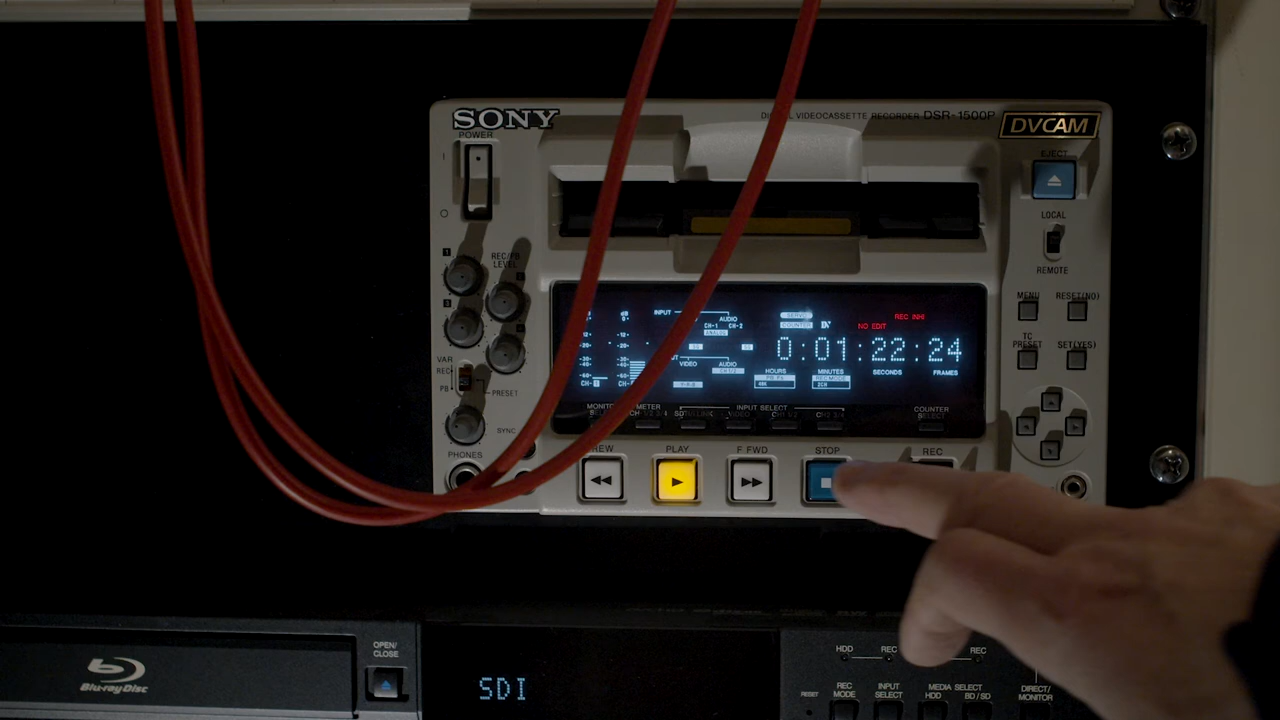 SONY
DIGITAL VIDEOCASSETTE RECORDER DSR-1500P
DVCAM
POWER
EJECT
LOCAL
REMOTE
REC/PB
LEVEL
MENU
RESET(NO)
TC
PRESET
SET(YES)
VAR
REC
PB
PRESET
SYNC
PHONES
INPUT
AUDIO
CH-1 CH-2
VIDEO
AUDIO
SERVO
COUNTER
DV
NO EDIT
REC INHI
0:01:22:24
HOURS
MINUTES
SECONDS
FRAMES
INPUT SELECT
COUNTER
SELECT
REW
PLAY
F FWD
STOP
REC
OPEN/
CLOSE
Blu-ray Disc
SDI
HDD
REC
REC
RESET
REC
MODE
INPUT
SELECT
MEDIA SELECT
HDD
BD/SD
DIRECT/
MONITOR